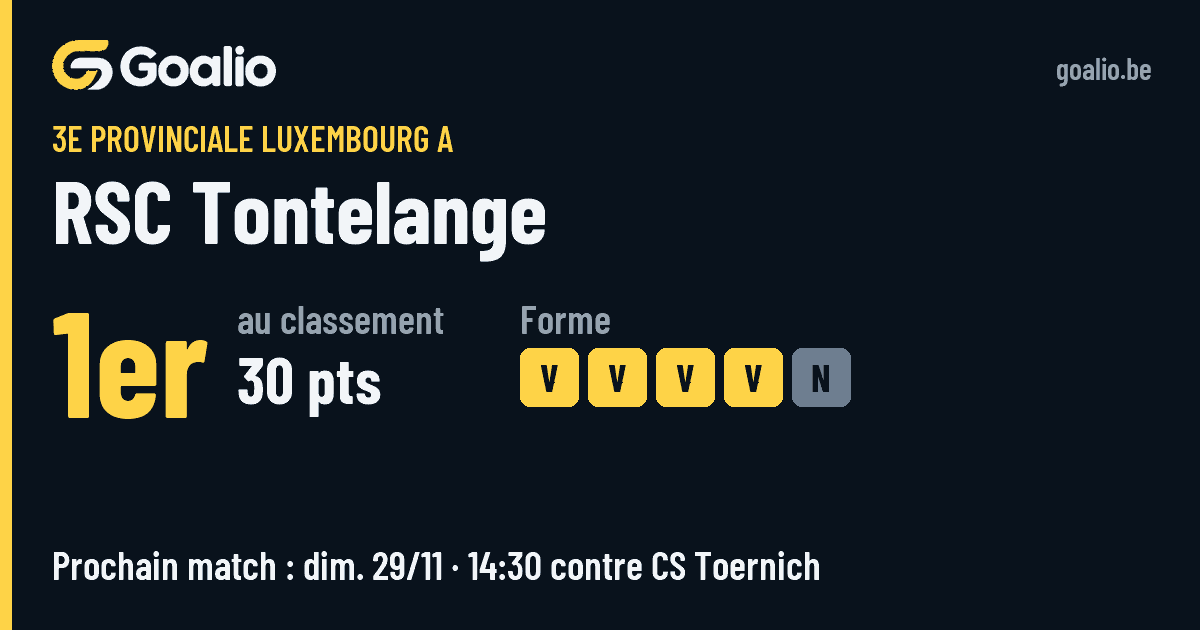 Goalio
goalio.be
3E PROVINCIALE LUXEMBOURG A
RSC Tontelange
1er
au classement
30 pts
Forme
V V V V N
Prochain match : dim. 29/11 · 14:30 contre CS Toernich